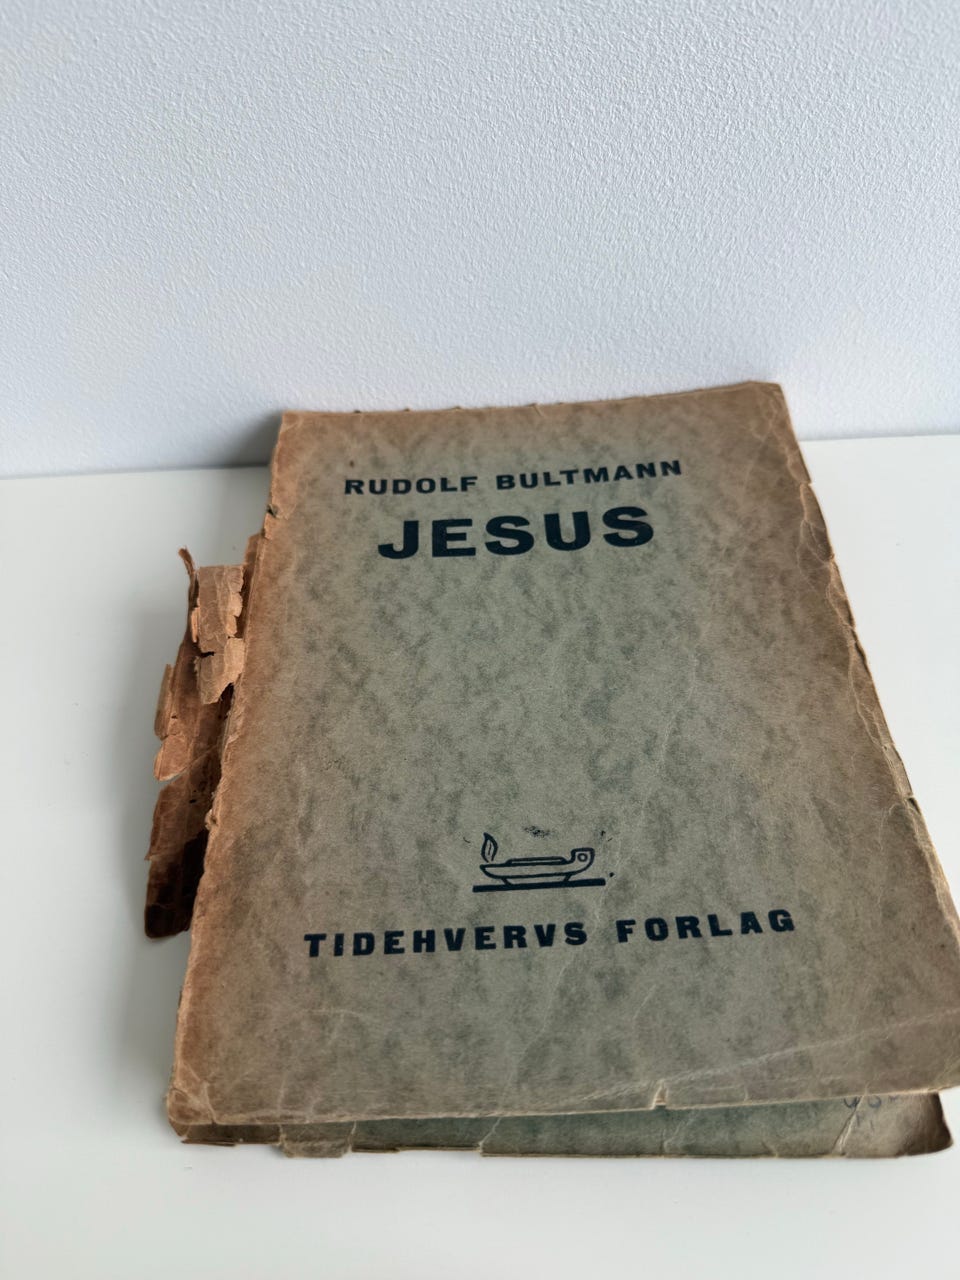 RUDOLF BULTMANN
JESUS
TIDEHVERVS FORLAG